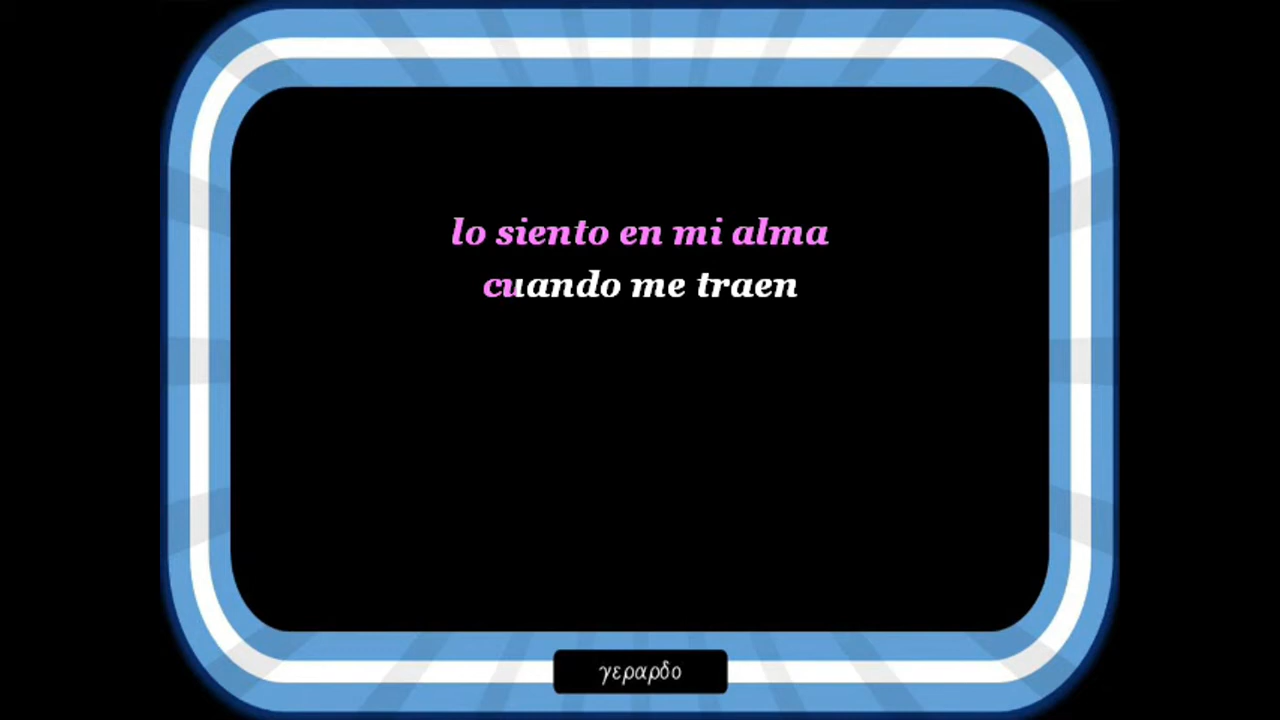 lo siento en mi alma
cuando me traen
γεραρδο